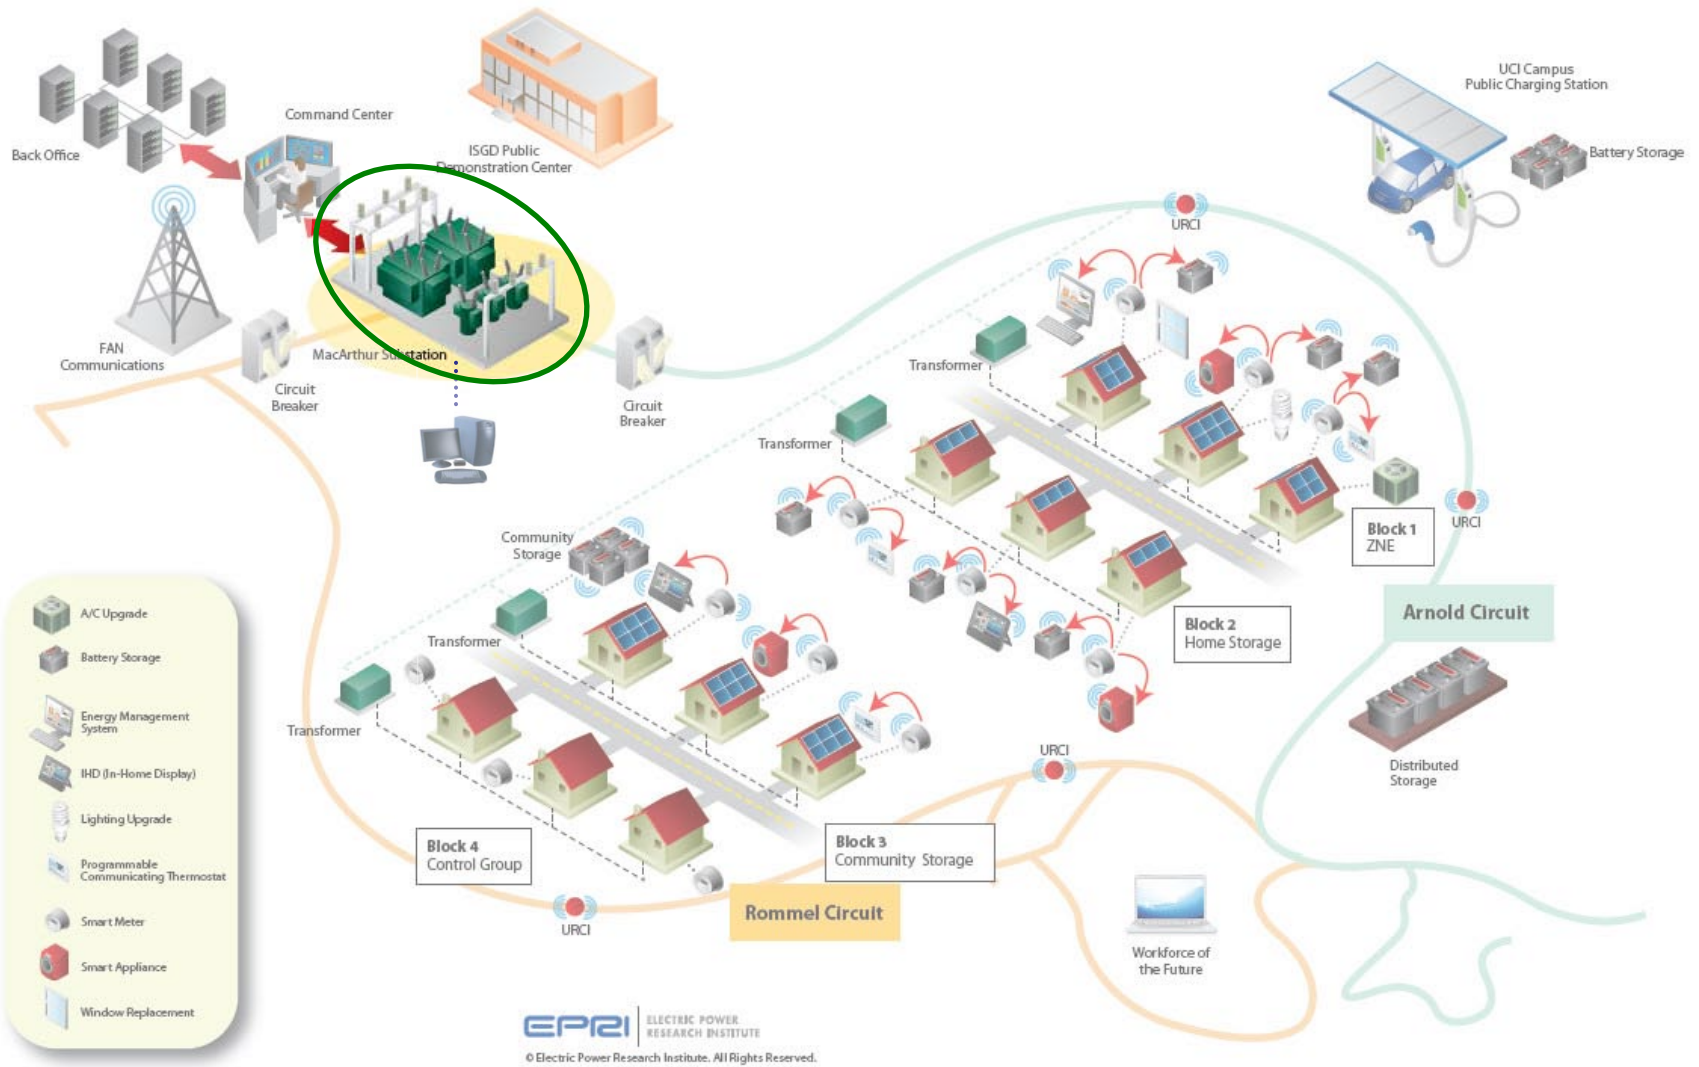 UCI Campus
Public Charging Station
Command Center
Back Office
ISGD Public
Demonstration Center
Battery Storage
URCI
FAN
Communications
MacArthur Substation
Circuit
Breaker
Circuit
Breaker
Transformer
Transformer
Block 1
ZNE
URCI
Community
Storage
Arnold Circuit
Block 2
Home Storage
Transformer
Transformer
A/C Upgrade
Battery Storage
Energy Management
System
IHD (In-Home Display)
Lighting Upgrade
Programmable
Communicating Thermostat
Smart Meter
Smart Appliance
Window Replacement
URCI
Distributed
Storage
Block 4
Control Group
Block 3
Community Storage
Rommel Circuit
URCI
Workforce of
the Future
EPRI
ELECTRIC POWER
RESEARCH INSTITUTE
© Electric Power Research Institute. All Rights Reserved.